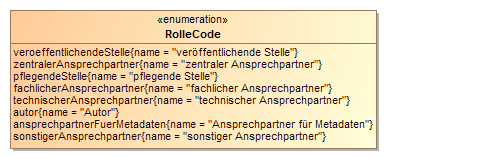 «enumeration»
RolleCode
veroeffentlichendeStelle{name = "veröffentlichende Stelle"}
zentralerAnsprechpartner{name = "zentraler Ansprechpartner"}
pflegendeStelle{name = "pflegende Stelle"}
fachlicherAnsprechpartner{name = "fachlicher Ansprechpartner"}
technischerAnsprechpartner{name = "technischer Ansprechpartner"}
autor{name = "Autor"}
ansprechpartnerFuerMetadaten{name = "Ansprechpartner für Metadaten"}
sonstigerAnsprechpartner{name = "sonstiger Ansprechpartner"}